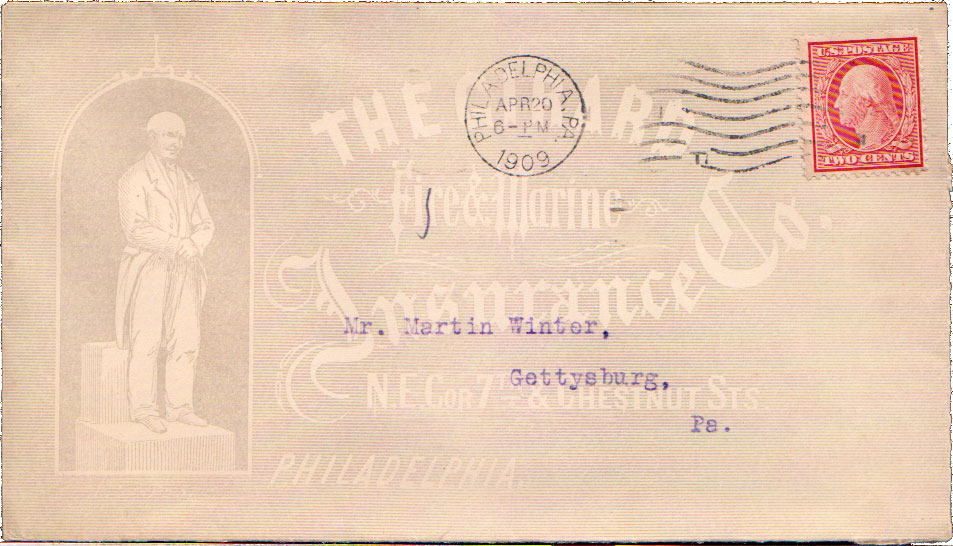 PHILADELPHIA, PA.
APR 20
6-PM
1909
U.S. POSTAGE
TWO CENTS
THE
Fire & Marine
Insurance Co.
N.E. COR 7TH & CHESTNUT STS.
PHILADELPHIA.
Mr. Martin Winter,
Gettysburg,
Pa.